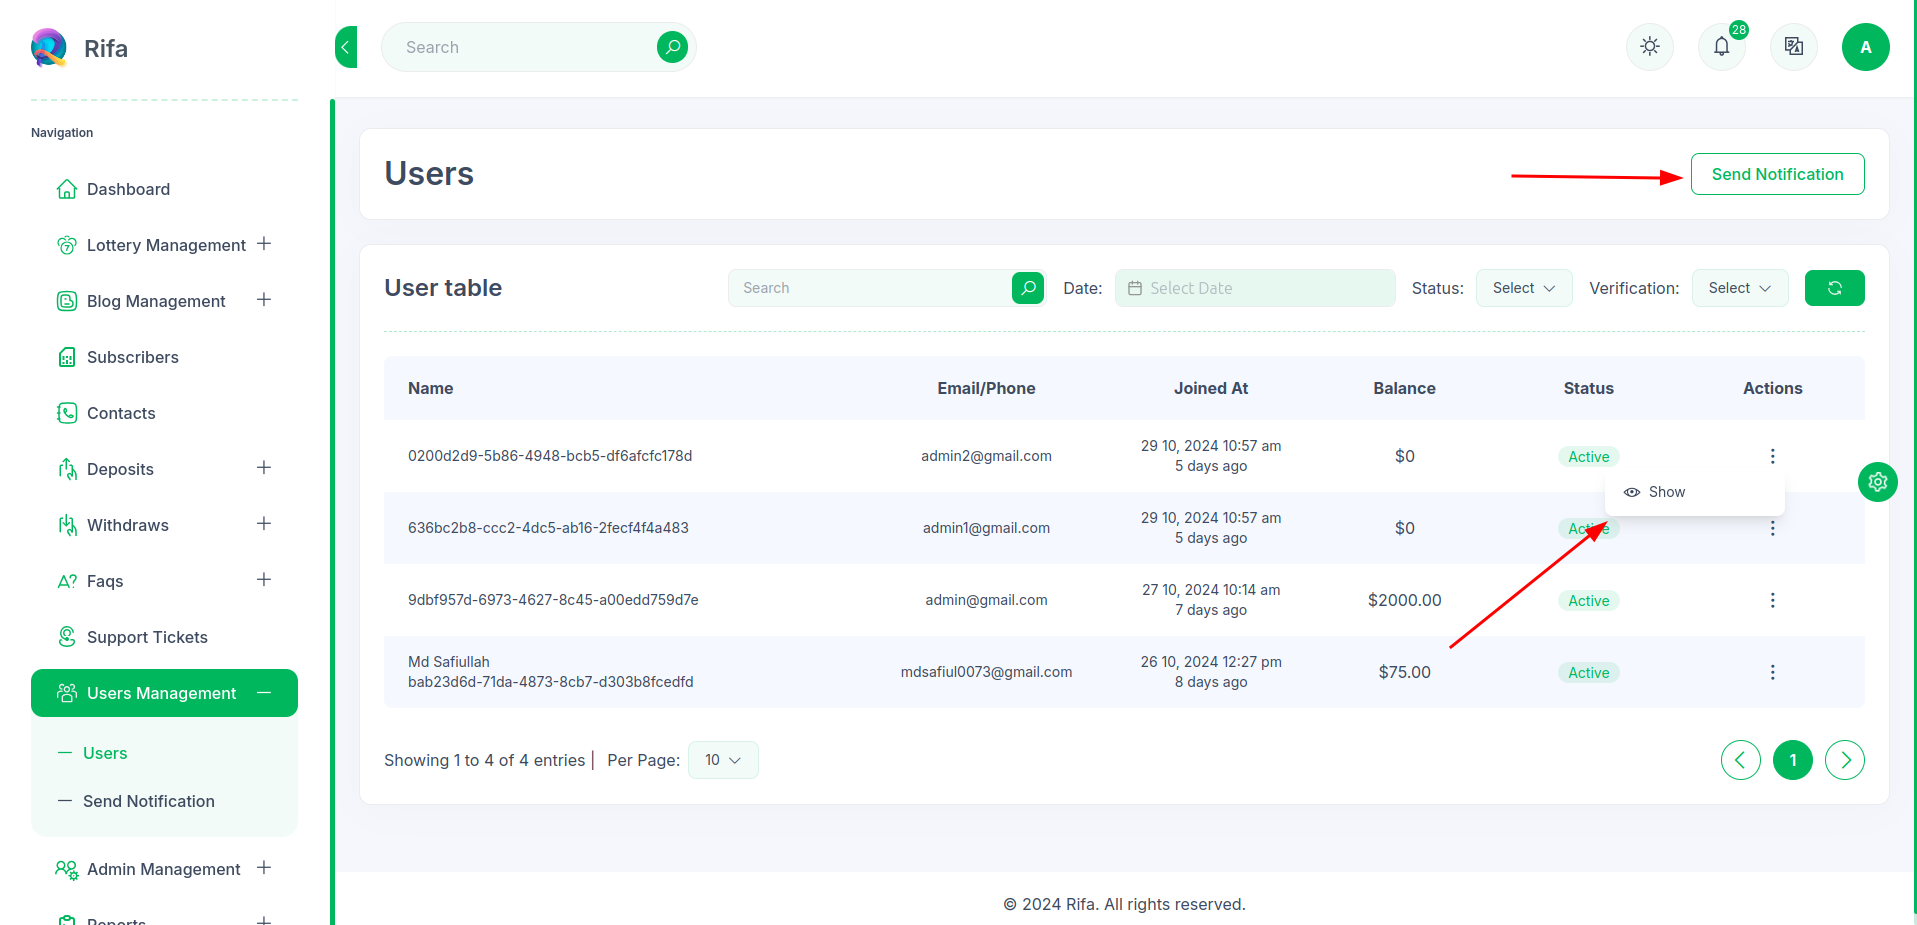 Rifa
Search
28
A
Navigation
Dashboard
Lottery Management
Blog Management
Subscribers
Contacts
Deposits
Withdraws
Faqs
Support Tickets
Users Management
Users
Send Notification
Admin Management
Reports
Users
Send Notification
User table
Search
Date:
Select Date
Status:
Select
Verification:
Select
Name Email/Phone Joined At Balance Status Actions
0200d2d9-5b86-4948-bcb5-df6afcfc178d admin2@gmail.com 29 10, 2024 10:57 am $0 Active
5 days ago
Show
636bc2b8-ccc2-4dc5-ab16-2fecf4f4a483 admin1@gmail.com 29 10, 2024 10:57 am $0 Active
5 days ago
9dbf957d-6973-4627-8c45-a00edd759d7e admin@gmail.com 27 10, 2024 10:14 am $2000.00 Active
7 days ago
Md Safiullah
bab23d6d-71da-4873-8cb7-d303b8fcedfd mdsafiul0073@gmail.com 26 10, 2024 12:27 pm $75.00 Active
8 days ago
Showing 1 to 4 of 4 entries | Per Page: 10
1
© 2024 Rifa. All rights reserved.